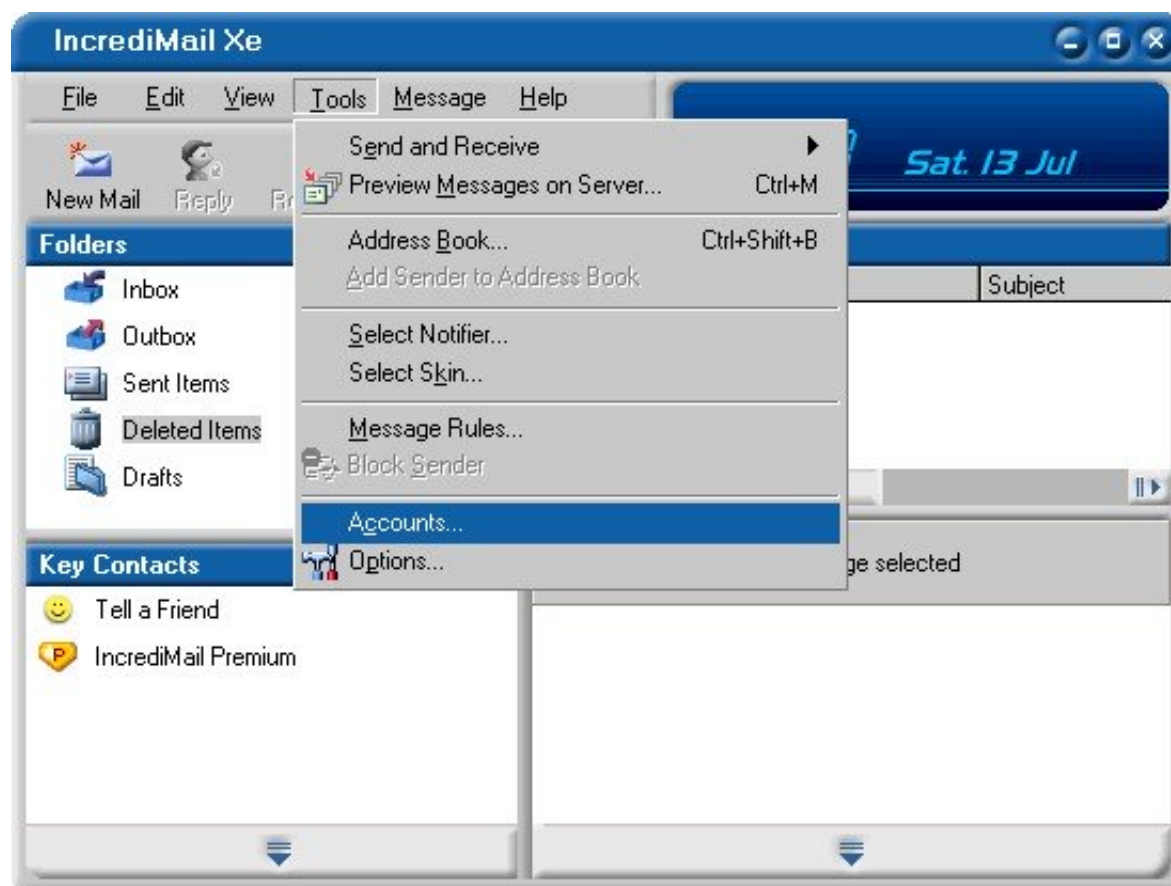 IncrediMail Xe
File Edit View Tools Message Help
Sat. 13 Jul
New Mail Reply
Send and Receive
Preview Messages on Server... Ctrl+M
Address Book... Ctrl+Shift+B
Add Sender to Address Book
Select Notifier...
Select Skin...
Message Rules...
Block Sender
Accounts...
Options...
Folders
Inbox
Outbox
Sent Items
Deleted Items
Drafts
Subject
selected
Key Contacts
Tell a Friend
P IncrediMail Premium